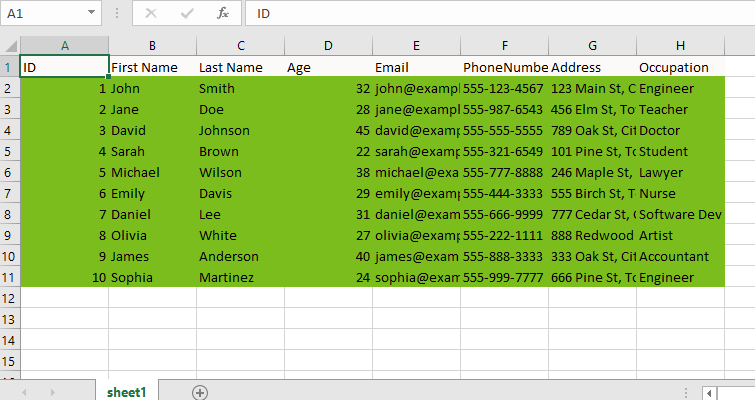 A1 fx ID
A B C D E F G H
1 ID First Name Last Name Age Email PhoneNumbe Address Occupation
2 1 John Smith 32 john@exampl 555-123-4567 123 Main St, C Engineer
3 2 Jane Doe 28 jane@exampl 555-987-6543 456 Elm St, To Teacher
4 3 David Johnson 45 david@examp 555-555-5555 789 Oak St, Cit Doctor
5 4 Sarah Brown 22 sarah@examp 555-321-6549 101 Pine St, To Student
6 5 Michael Wilson 38 michael@exa 555-777-8888 246 Maple St, Lawyer
7 6 Emily Davis 29 emily@examp 555-444-3333 555 Birch St, T Nurse
8 7 Daniel Lee 31 daniel@exam 555-666-9999 777 Cedar St, Software Dev
9 8 Olivia White 27 olivia@examp 555-222-1111 888 Redwood Artist
10 9 James Anderson 40 james@exam 555-888-3333 333 Oak St, Cit Accountant
11 10 Sophia Martinez 24 sophia@exam 555-999-7777 666 Pine St, To Engineer
12
13
14
15
sheet1